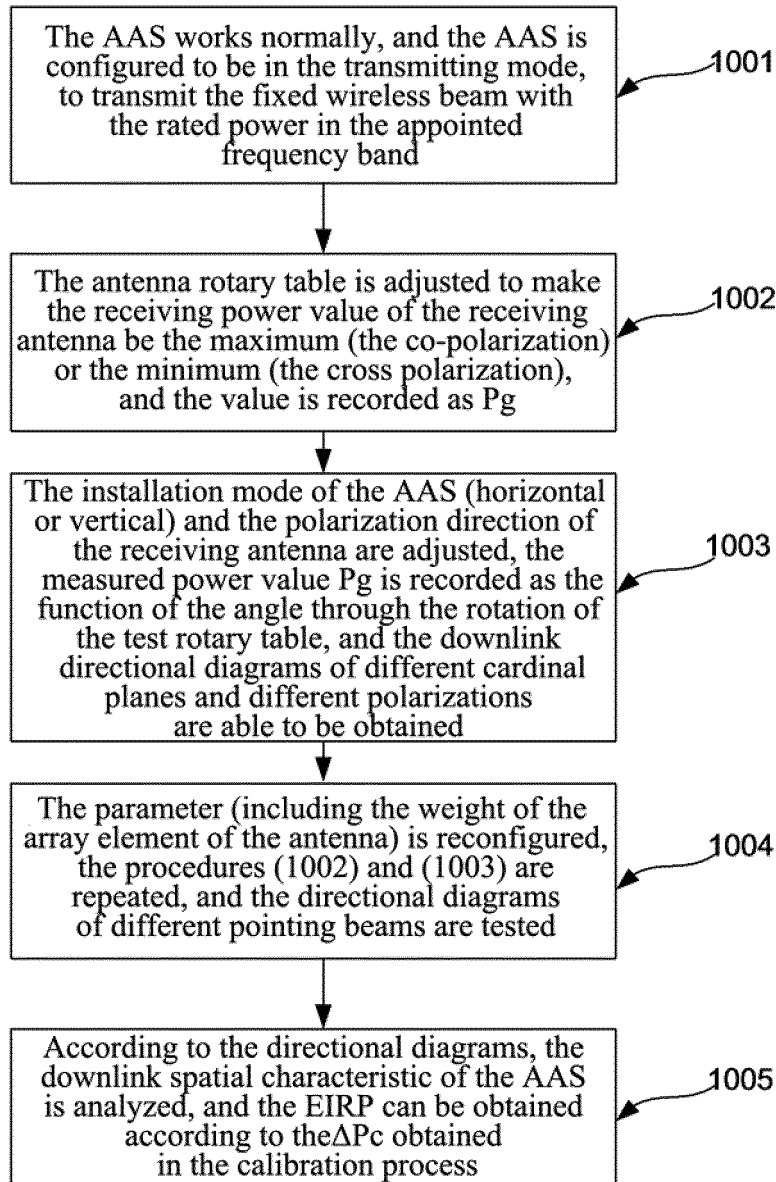 The AAS works normally, and the AAS is
configured to be in the transmitting mode,
to transmit the fixed wireless beam with
the rated power in the appointed
frequency band
1001
The antenna rotary table is adjusted to make
the receiving power value of the receiving
antenna be the maximum (the co-polarization)
or the minimum (the cross polarization),
and the value is recorded as Pg
1002
The installation mode of the AAS (horizontal
or vertical) and the polarization direction of
the receiving antenna are adjusted, the
measured power value Pg is recorded as the
function of the angle through the rotation of
the test rotary table, and the downlink
directional diagrams of different cardinal
planes and different polarizations
are able to be obtained
1003
The parameter (including the weight of the
array element of the antenna) is reconfigured,
the procedures (1002) and (1003) are
repeated, and the directional diagrams
of different pointing beams are tested
1004
According to the directional diagrams, the
downlink spatial characteristic of the AAS
is analyzed, and the EIRP can be obtained
according to theΔPc obtained
in the calibration process
1005